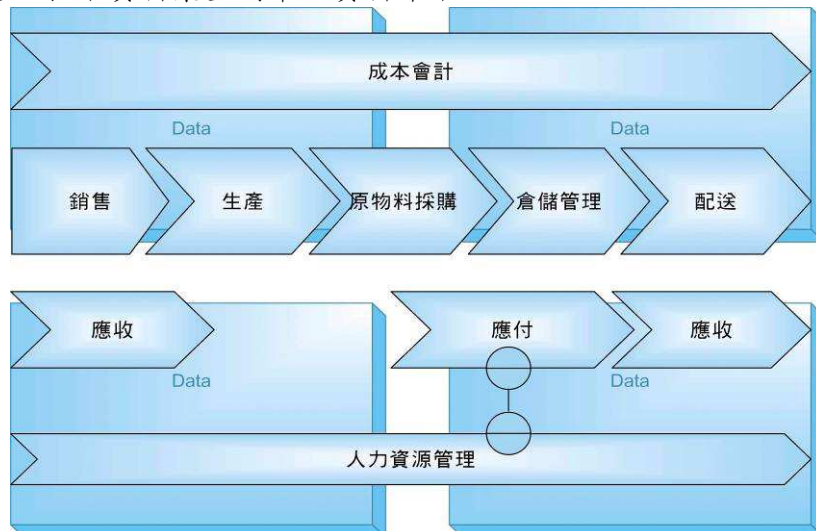 成本會計
Data Data
銷售 生產 原物料採購 倉儲管理 配送
應收 應付 應收
Data Data
人力資源管理